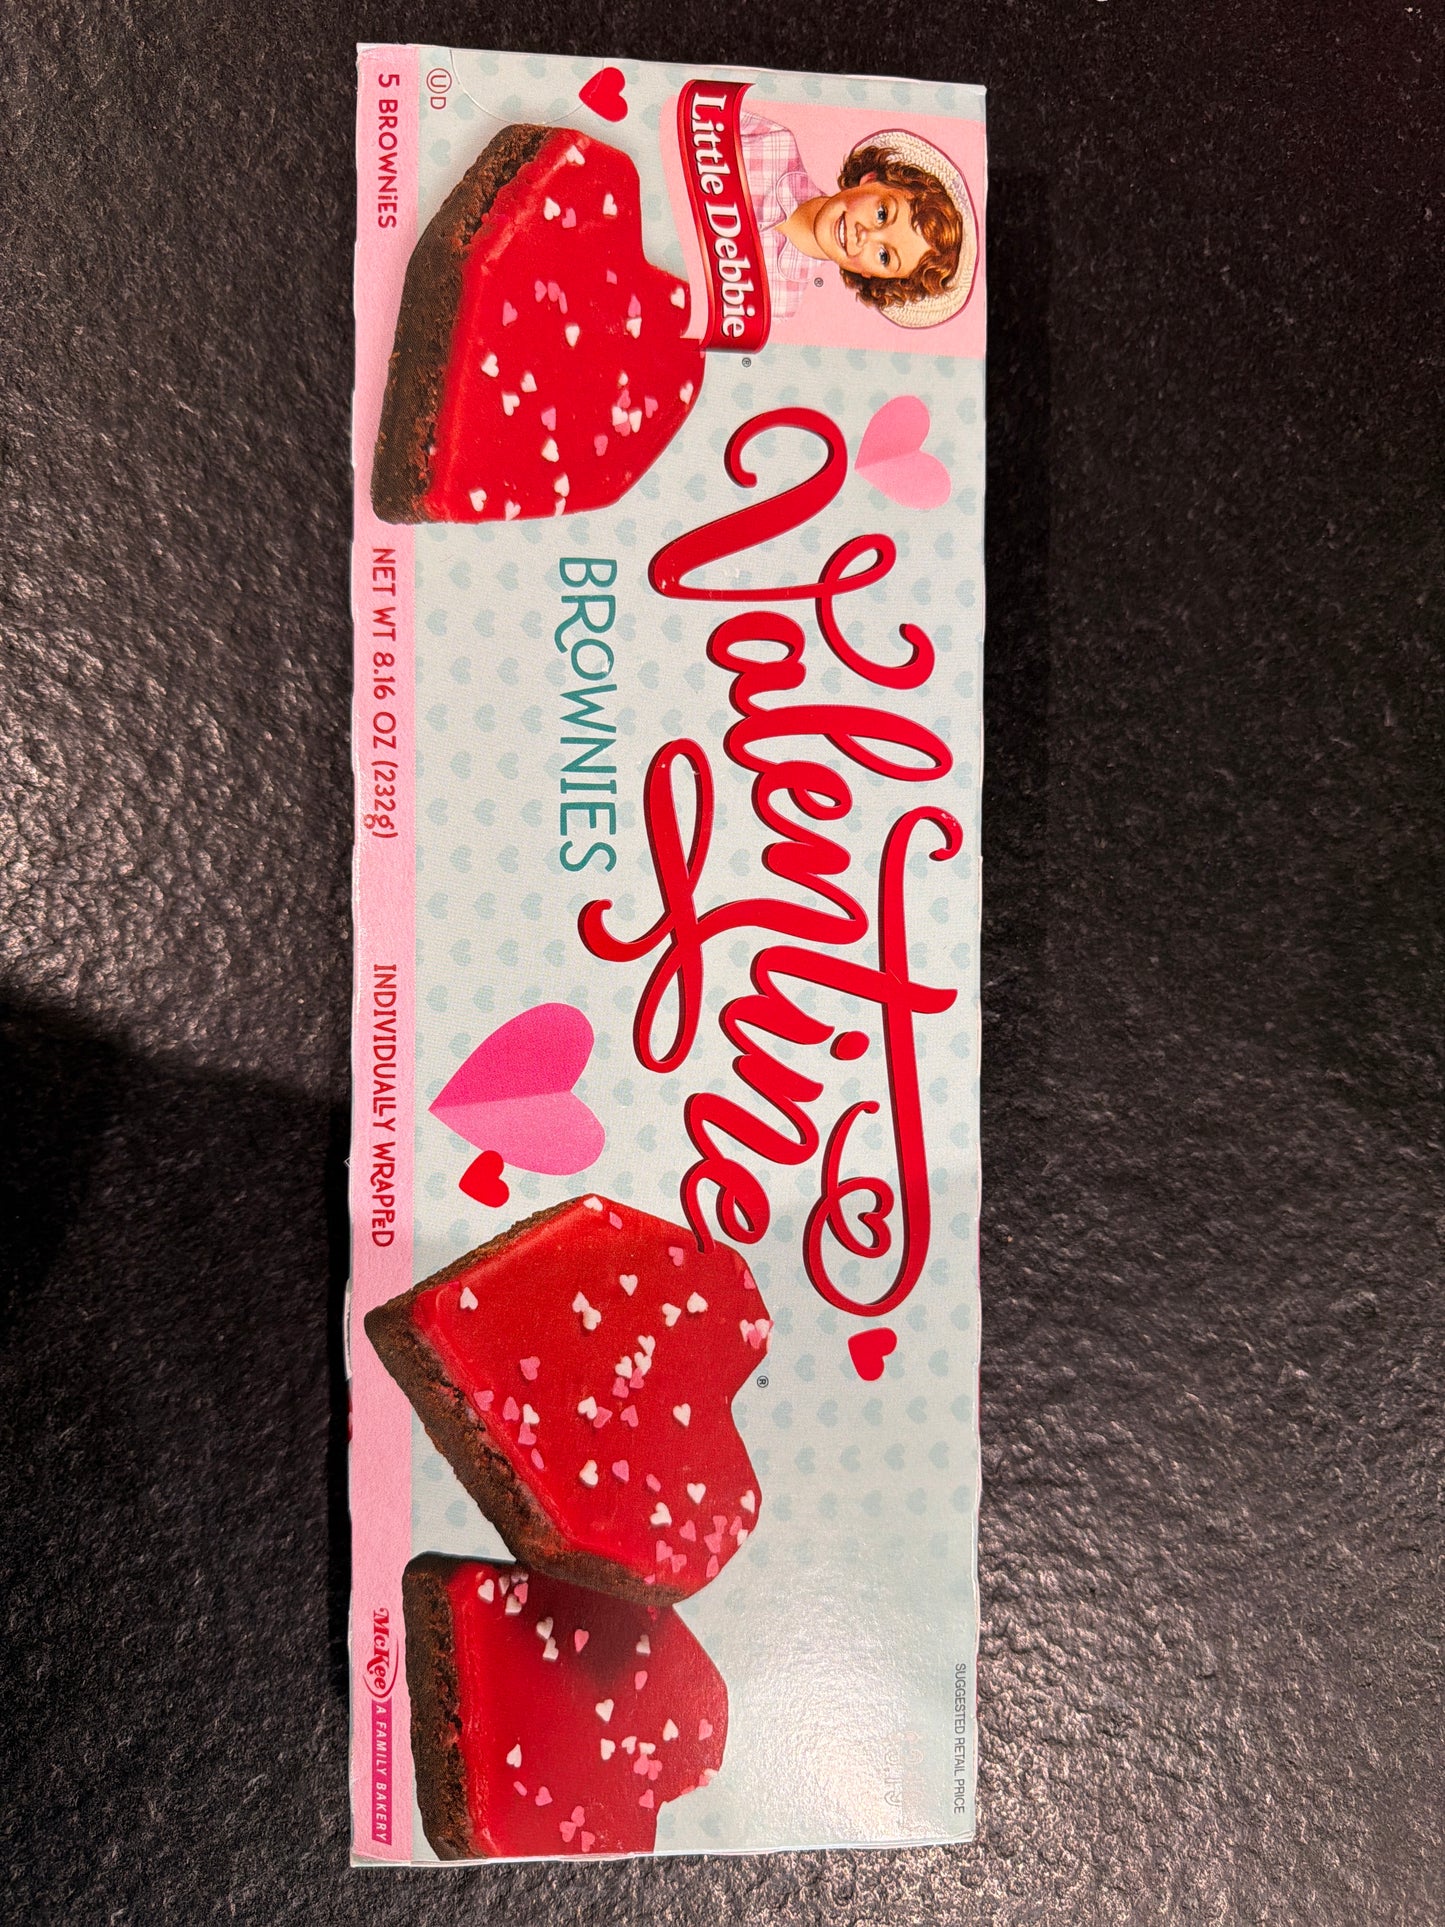 Little Debbie®
®
Valentine®
BROWNIES
SUGGESTED RETAIL PRICE
Ⓤ D
5 BROWNiES
NET WT 8.16 OZ (232g)
INDIVIDUALLY WRAPPED
McKee A FAMILY BAKERY